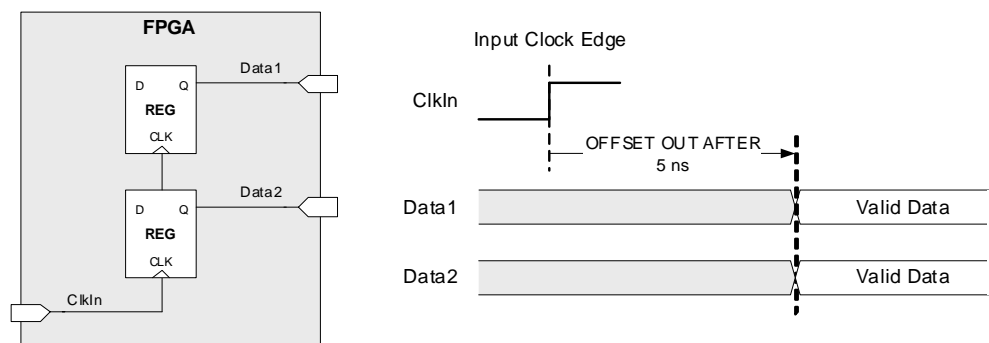 FPGA
Data1
D Q
REG
CLK
Data2
D Q
REG
CLK
ClkIn
Input Clock Edge
ClkIn
OFFSET OUT AFTER
5 ns
Data1 Valid Data
Data2 Valid Data